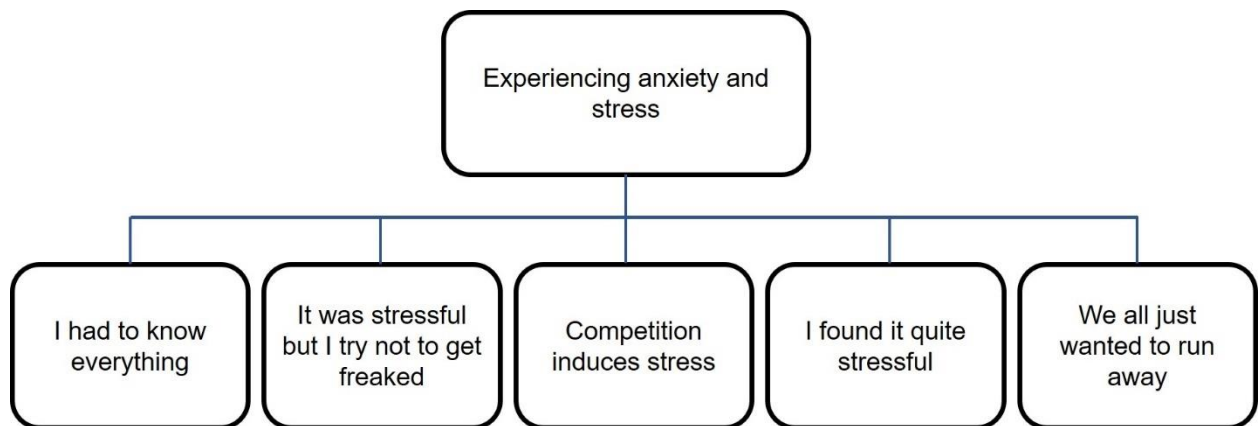 Experiencing anxiety and
stress
I had to know
everything
It was stressful
but I try not to get
freaked
Competition
induces stress
I found it quite
stressful
We all just
wanted to run
away